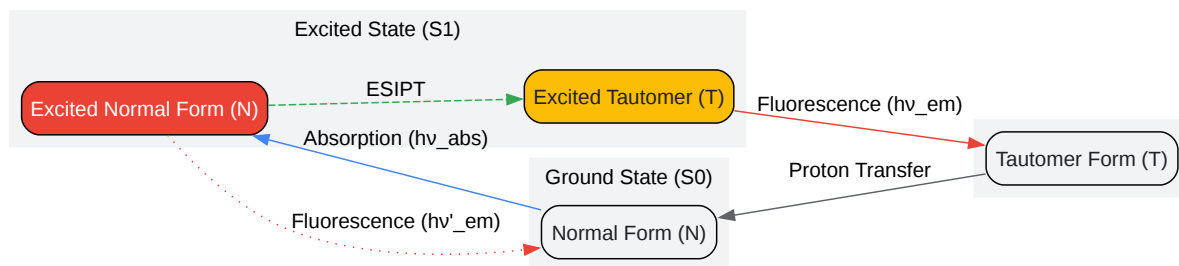 Excited State (S1)
ESIPT
Excited Normal Form (N)
Excited Tautomer (T)
Fluorescence (hν_em)
Absorption (hν_abs)
Tautomer Form (T)
Proton Transfer
Ground State (S0)
Fluorescence (hν'_em)
Normal Form (N)